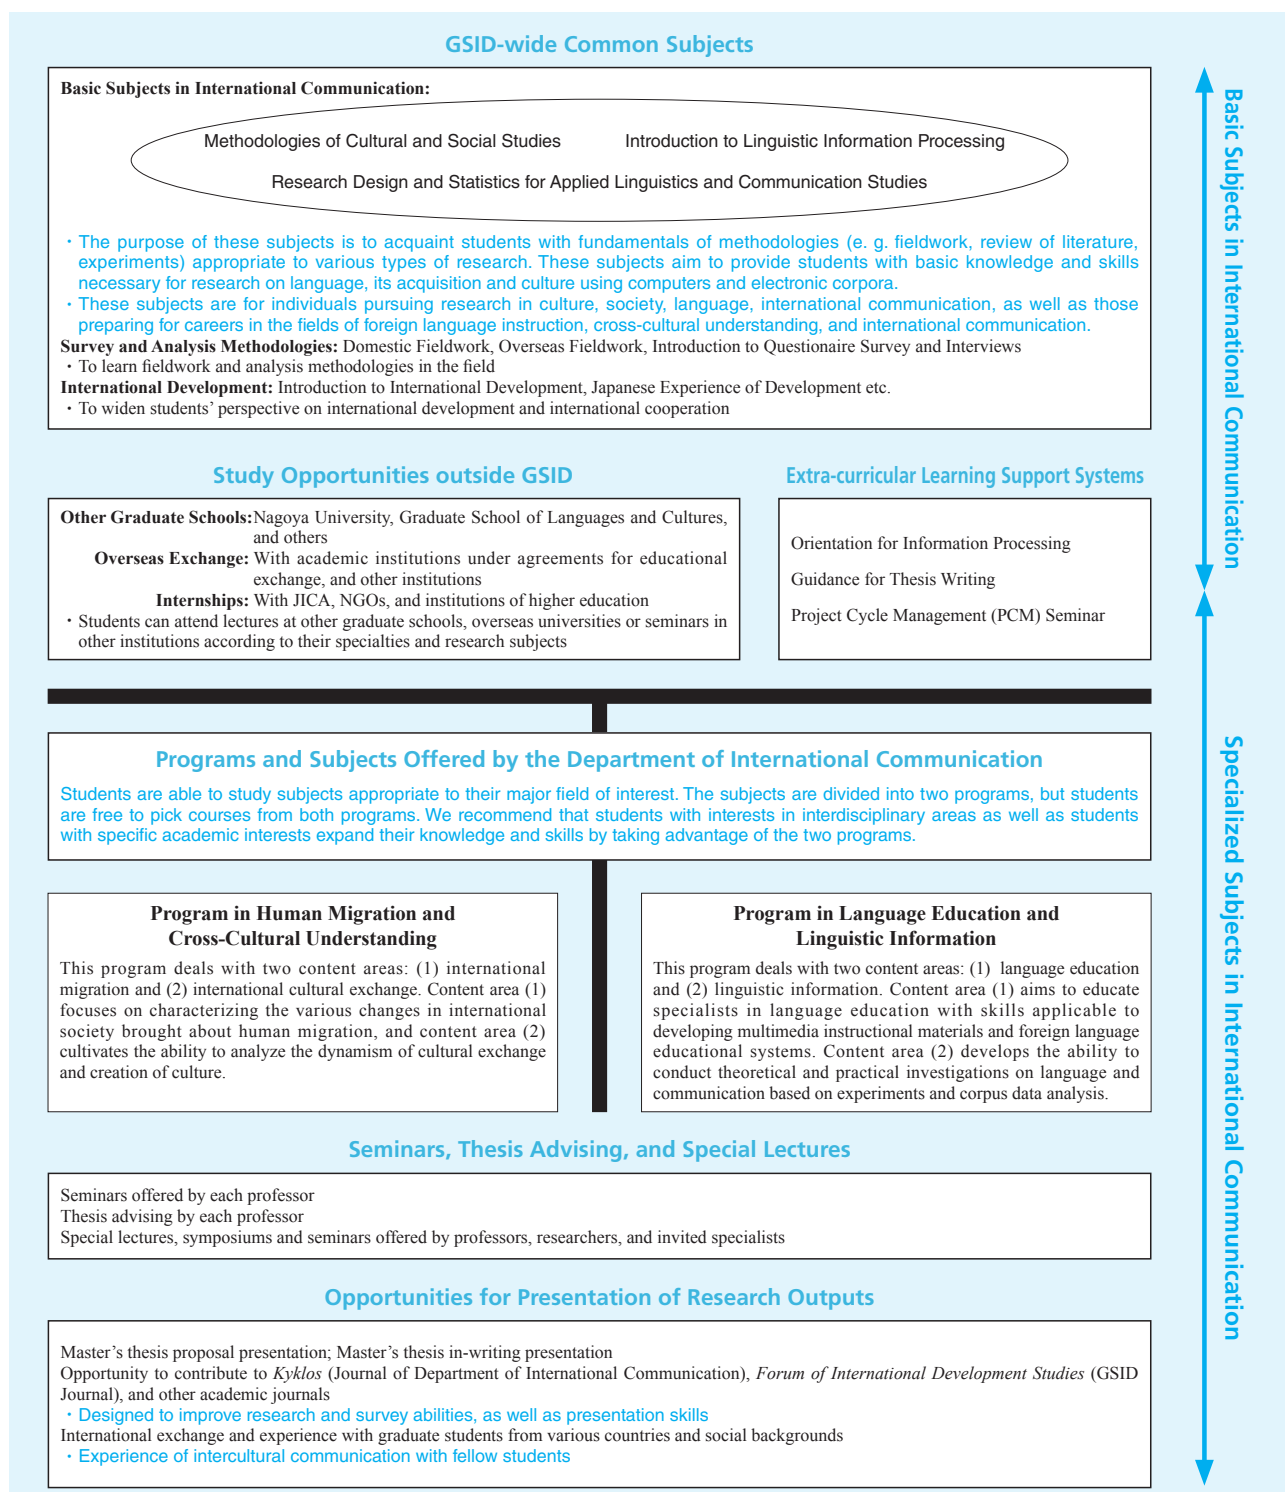 GSID-wide Common Subjects
Basic Subjects in International Communication:
Methodologies of Cultural and Social Studies
Introduction to Linguistic Information Processing
Research Design and Statistics for Applied Linguistics and Communication Studies
・The purpose of these subjects is to acquaint students with fundamentals of methodologies (e. g. fieldwork, review of literature,
experiments) appropriate to various types of research. These subjects aim to provide students with basic knowledge and skills
necessary for research on language, its acquisition and culture using computers and electronic corpora.
・These subjects are for individuals pursuing research in culture, society, language, international communication, as well as those
preparing for careers in the fields of foreign language instruction, cross-cultural understanding, and international communication.
Survey and Analysis Methodologies: Domestic Fieldwork, Overseas Fieldwork, Introduction to Questionaire Survey and Interviews
・To learn fieldwork and analysis methodologies in the field
International Development: Introduction to International Development, Japanese Experience of Development etc.
・To widen students' perspective on international development and international cooperation
Basic Subjects in International Communication
Study Opportunities outside GSID
Other Graduate Schools: Nagoya University, Graduate School of Languages and Cultures,
and others
Overseas Exchange: With academic institutions under agreements for educational
exchange, and other institutions
Internships: With JICA, NGOs, and institutions of higher education
・Students can attend lectures at other graduate schools, overseas universities or seminars in
other institutions according to their specialties and research subjects
Extra-curricular Learning Support Systems
Orientation for Information Processing
Guidance for Thesis Writing
Project Cycle Management (PCM) Seminar
Programs and Subjects Offered by the Department of International Communication
Students are able to study subjects appropriate to their major field of interest. The subjects are divided into two programs, but students
are free to pick courses from both programs. We recommend that students with interests in interdisciplinary areas as well as students
with specific academic interests expand their knowledge and skills by taking advantage of the two programs.
Program in Human Migration and
Cross-Cultural Understanding
This program deals with two content areas: (1) international
migration and (2) international cultural exchange. Content area (1)
focuses on characterizing the various changes in international
society brought about human migration, and content area (2)
cultivates the ability to analyze the dynamism of cultural exchange
and creation of culture.
Program in Language Education and
Linguistic Information
This program deals with two content areas: (1) language education
and (2) linguistic information. Content area (1) aims to educate
specialists in language education with skills applicable to
developing multimedia instructional materials and foreign language
educational systems. Content area (2) develops the ability to
conduct theoretical and practical investigations on language and
communication based on experiments and corpus data analysis.
Specialized Subjects in International Communication
Seminars, Thesis Advising, and Special Lectures
Seminars offered by each professor
Thesis advising by each professor
Special lectures, symposiums and seminars offered by professors, researchers, and invited specialists
Opportunities for Presentation of Research Outputs
Master's thesis proposal presentation; Master's thesis in-writing presentation
Opportunity to contribute to Kyklos (Journal of Department of International Communication), Forum of International Development Studies (GSID
Journal), and other academic journals
・Designed to improve research and survey abilities, as well as presentation skills
International exchange and experience with graduate students from various countries and social backgrounds
・Experience of intercultural communication with fellow students